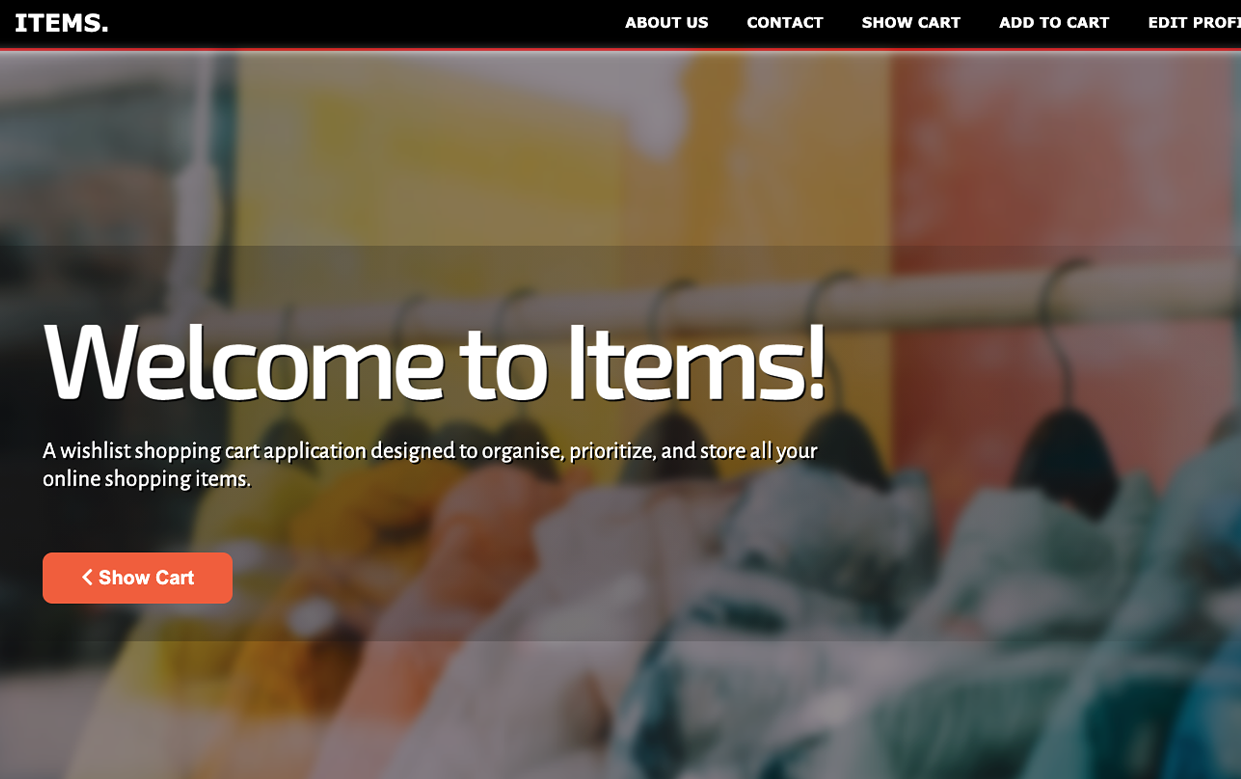 ITEMS.
ABOUT US CONTACT SHOW CART ADD TO CART EDIT PROFI
Welcome to Items!
A wishlist shopping cart application designed to organise, prioritize, and store all your
online shopping items.
Show Cart